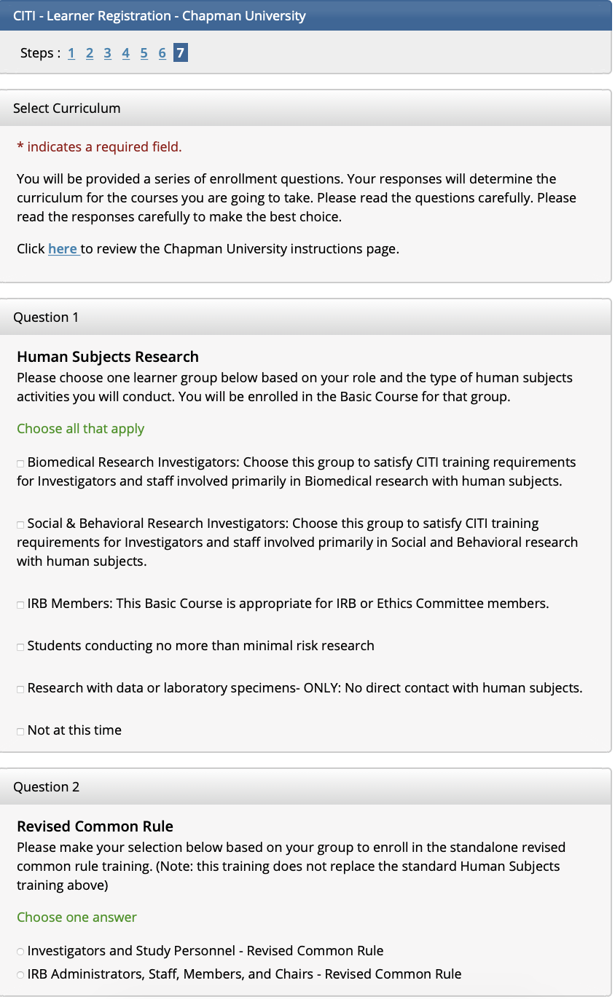 CITI - Learner Registration - Chapman University
Steps : 1 2 3 4 5 6 7
Select Curriculum
* indicates a required field.
You will be provided a series of enrollment questions. Your responses will determine the
curriculum for the courses you are going to take. Please read the questions carefully. Please
read the responses carefully to make the best choice.
Click here to review the Chapman University instructions page.
Question 1
Human Subjects Research
Please choose one learner group below based on your role and the type of human subjects
activities you will conduct. You will be enrolled in the Basic Course for that group.
Choose all that apply
Biomedical Research Investigators: Choose this group to satisfy CITI training requirements
for Investigators and staff involved primarily in Biomedical research with human subjects.
Social & Behavioral Research Investigators: Choose this group to satisfy CITI training
requirements for Investigators and staff involved primarily in Social and Behavioral research
with human subjects.
IRB Members: This Basic Course is appropriate for IRB or Ethics Committee members.
Students conducting no more than minimal risk research
Research with data or laboratory specimens- ONLY: No direct contact with human subjects.
Not at this time
Question 2
Revised Common Rule
Please make your selection below based on your group to enroll in the standalone revised
common rule training. (Note: this training does not replace the standard Human Subjects
training above)
Choose one answer
Investigators and Study Personnel - Revised Common Rule
IRB Administrators, Staff, Members, and Chairs - Revised Common Rule